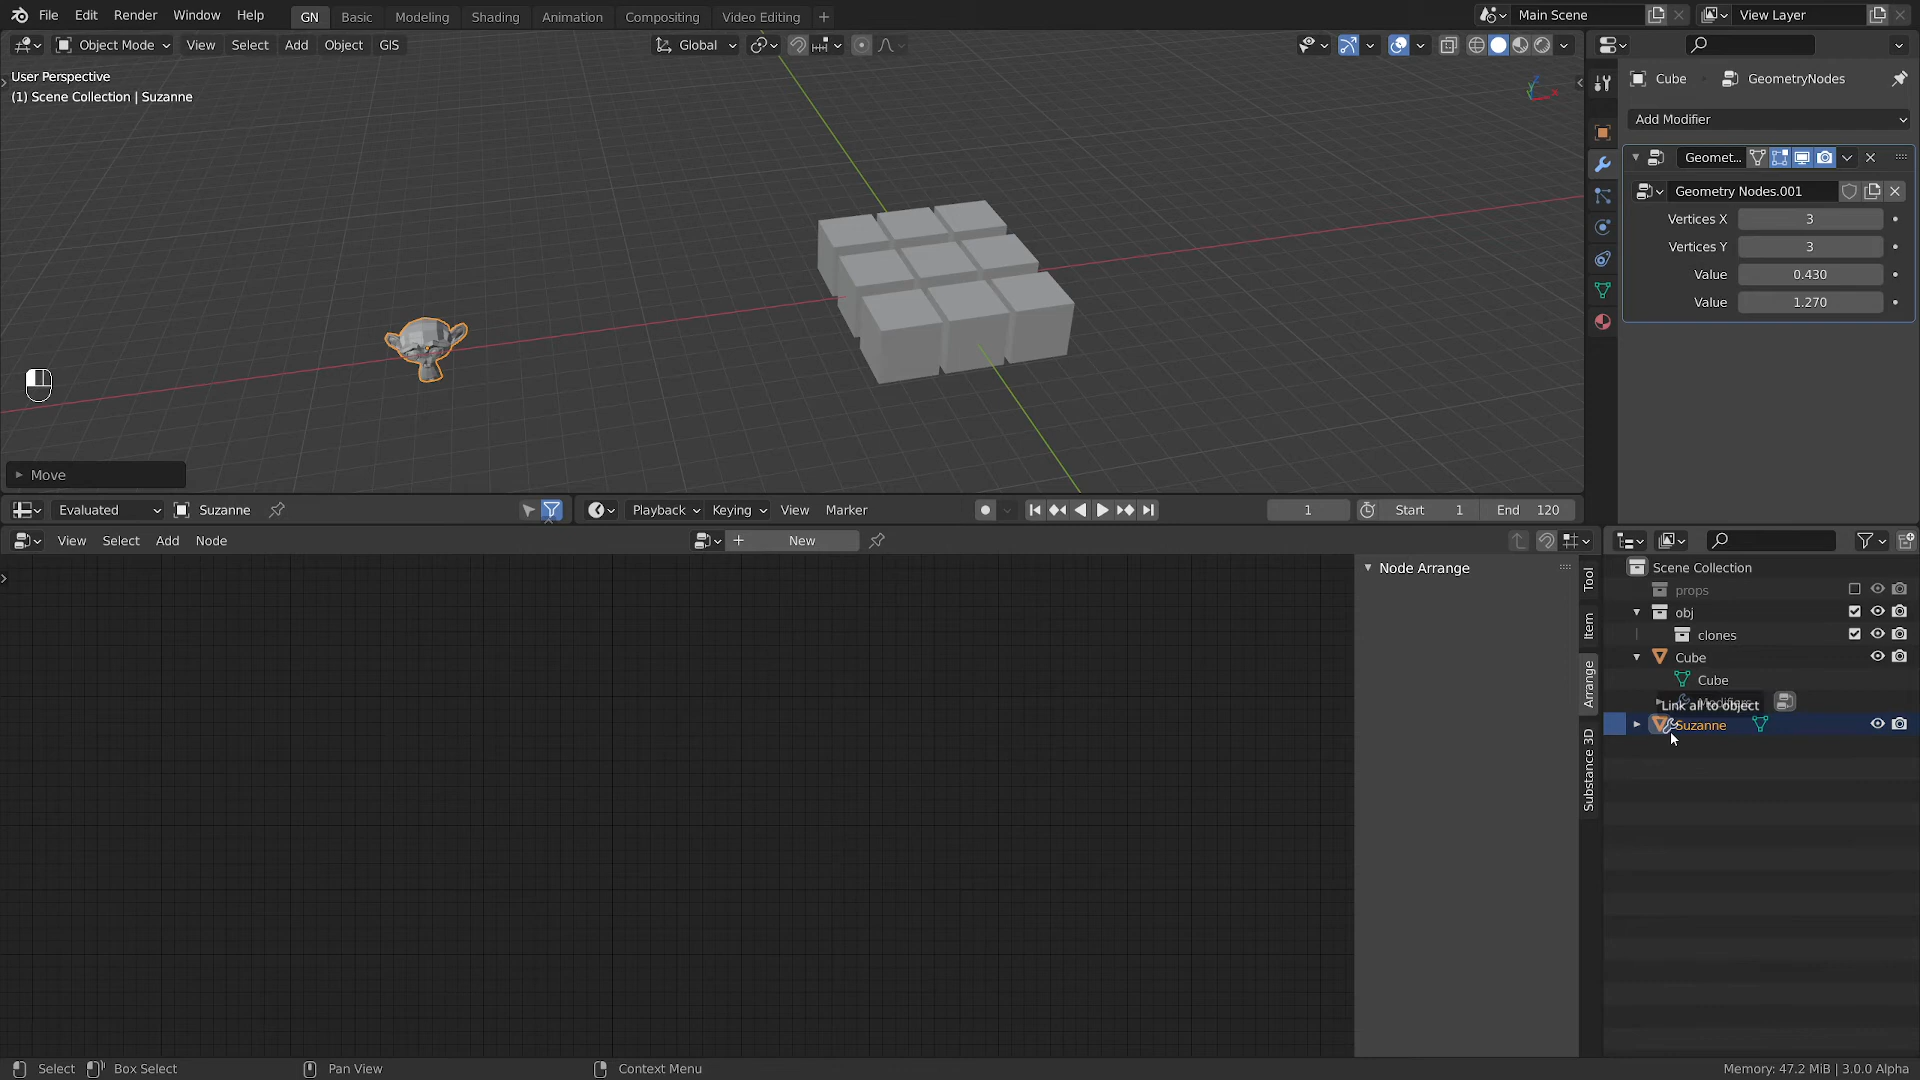 File Edit Render Window Help GN Basic Modeling Shading Animation Compositing Video Editing + Main Scene View Layer
Object Mode View Select Add Object GIS Global
User Perspective
(1) Scene Collection | Suzanne
Cube GeometryNodes
Add Modifier
Geomet...
Geometry Nodes.001
Vertices X 3
Vertices Y 3
Value 0.430
Value 1.270
Move
Evaluated Suzanne Playback Keying View Marker 1 Start 1 End 120
View Select Add Node New
Node Arrange
Tool
Item
Arrange
Substance 3D
Scene Collection
props
obj
clones
Cube
Cube
Link all to object
Suzanne
Select Box Select Pan View Context Menu Memory: 47.2 MiB | 3.0.0 Alpha